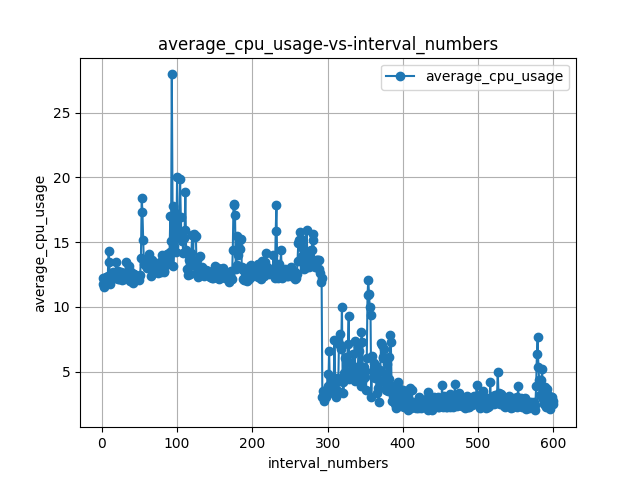 average_cpu_usage-vs-interval_numbers
average_cpu_usage
25
20
15
10
5
average_cpu_usage
0 100 200 300 400 500 600
interval_numbers